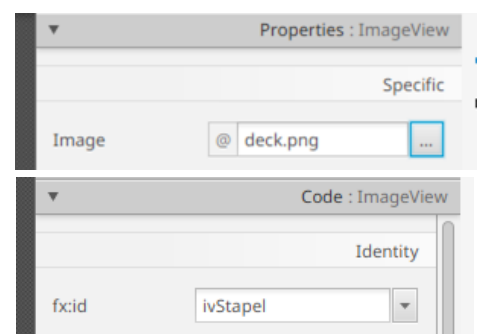 Properties : ImageView
Specific
Image @ deck.png ...
Code : ImageView
Identity
fx:id ivStapel